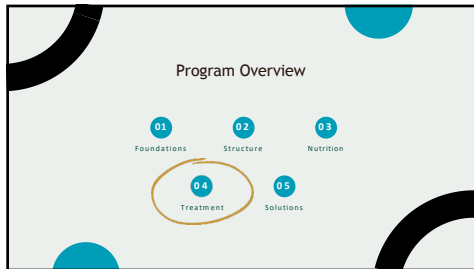 Program Overview
01 02 03
Foundations Structure Nutrition
04 05
Treatment Solutions